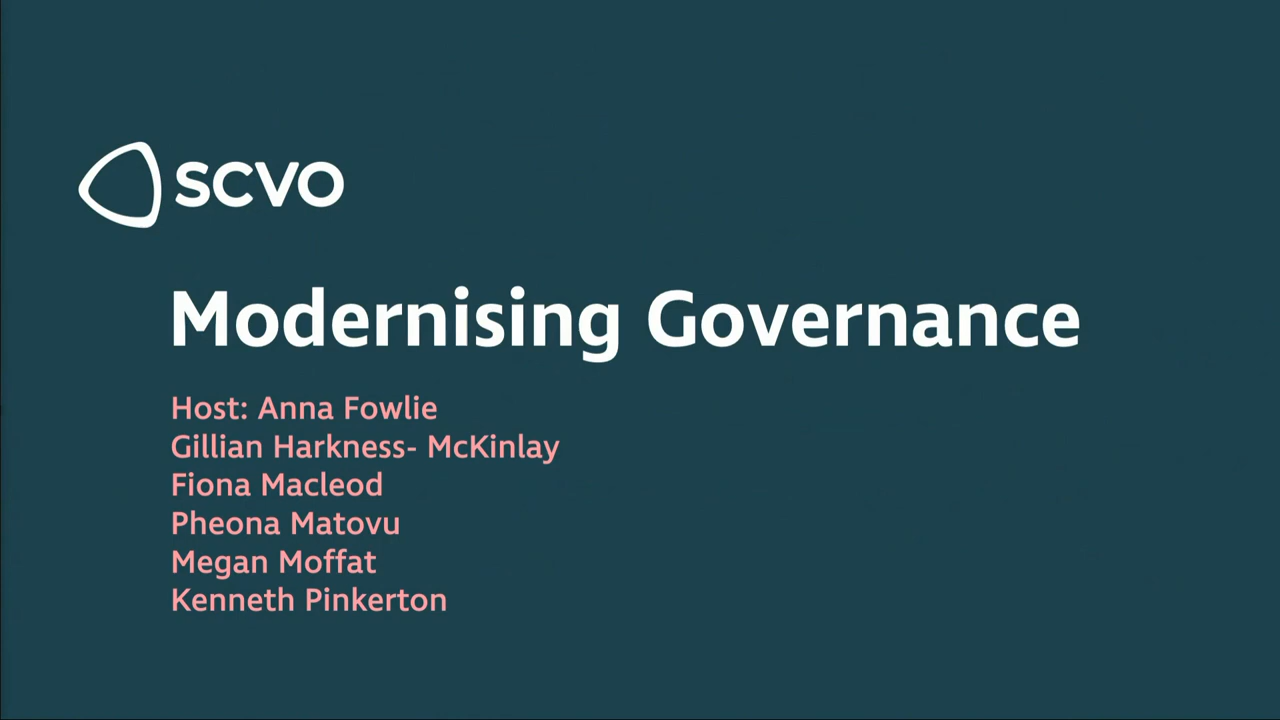 SCVO
Modernising Governance
Host: Anna Fowlie
Gillian Harkness- McKinlay
Fiona Macleod
Pheona Matovu
Megan Moffat
Kenneth Pinkerton